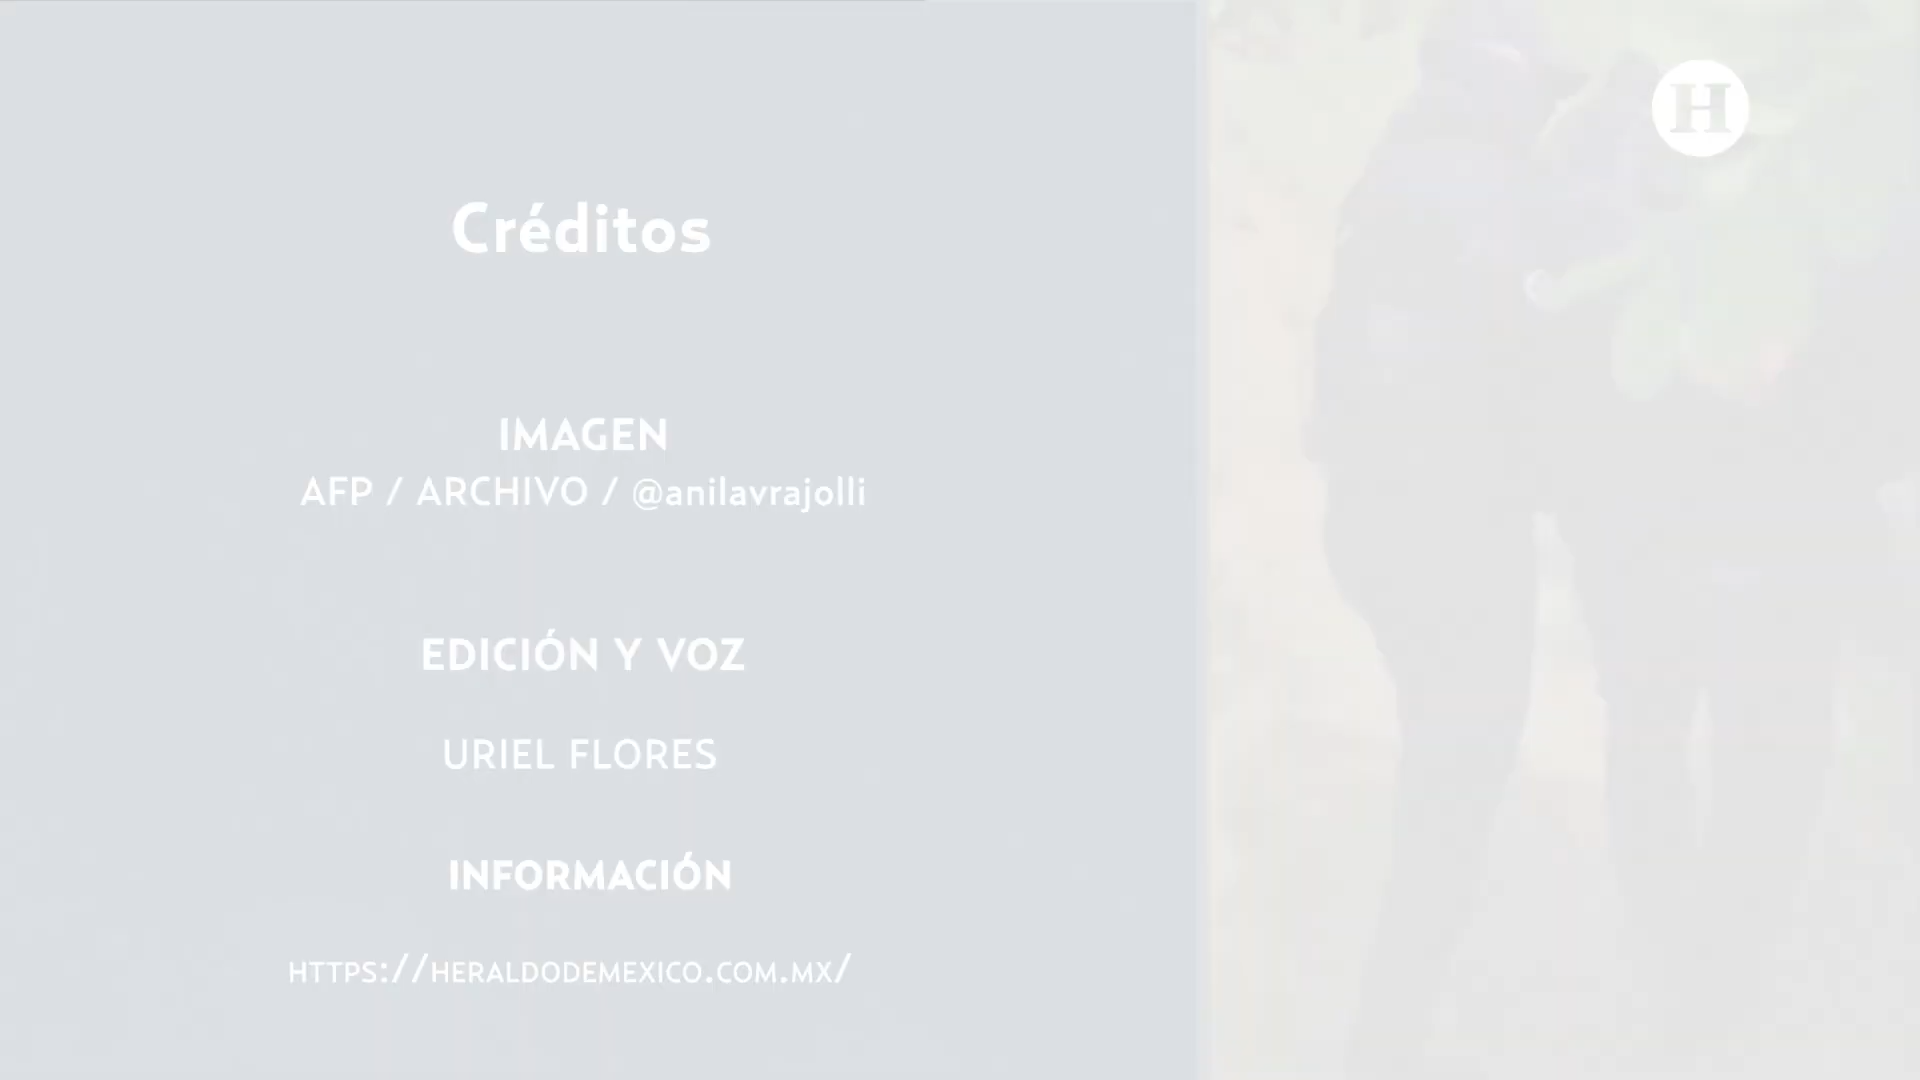 H
Créditos
IMAGEN
AFP / ARCHIVO / @anilavrajolli
EDICIÓN Y VOZ
URIEL FLORES
INFORMACIÓN
HTTPS://HERALDODEMEXICO.COM.MX/